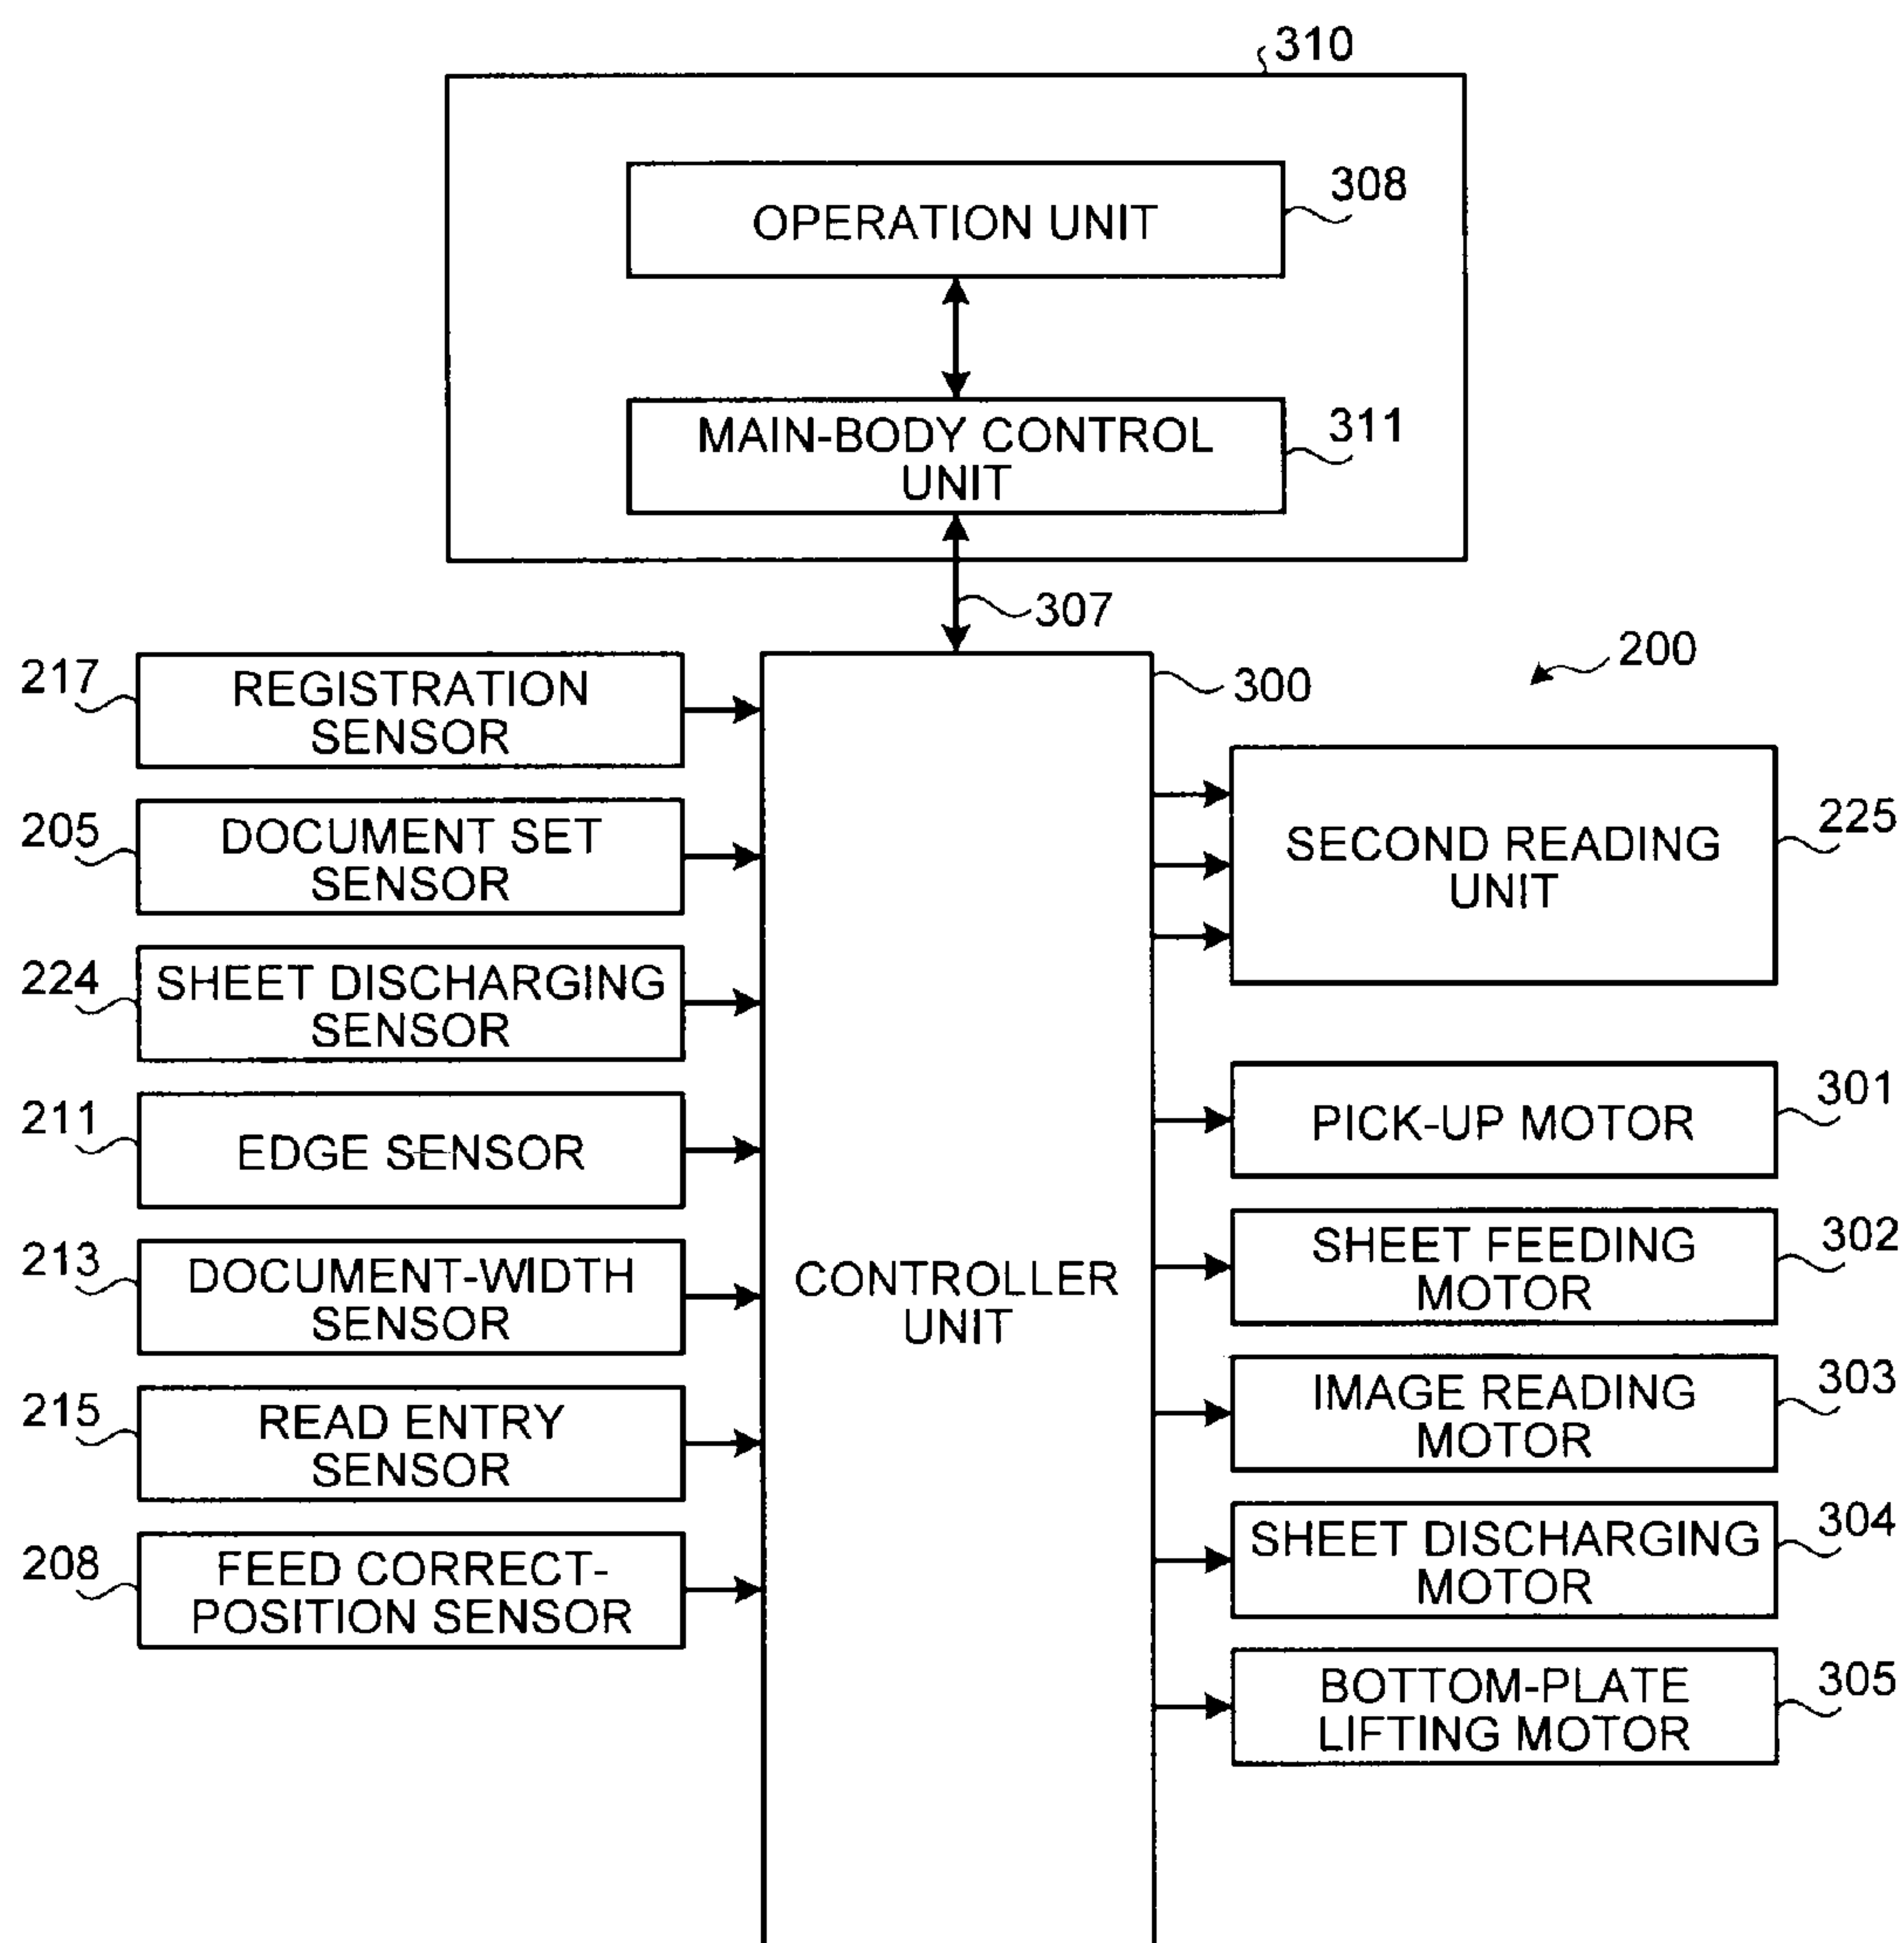 310
308
OPERATION UNIT
311
MAIN-BODY CONTROL
UNIT
307
200
217
REGISTRATION
SENSOR
300
205
DOCUMENT SET
SENSOR
225
SECOND READING
UNIT
224
SHEET DISCHARGING
SENSOR
211
EDGE SENSOR
301
PICK-UP MOTOR
213
DOCUMENT-WIDTH
SENSOR
CONTROLLER
UNIT
302
SHEET FEEDING
MOTOR
215
READ ENTRY
SENSOR
303
IMAGE READING
MOTOR
208
FEED CORRECT-
POSITION SENSOR
304
SHEET DISCHARGING
MOTOR
305
BOTTOM-PLATE
LIFTING MOTOR